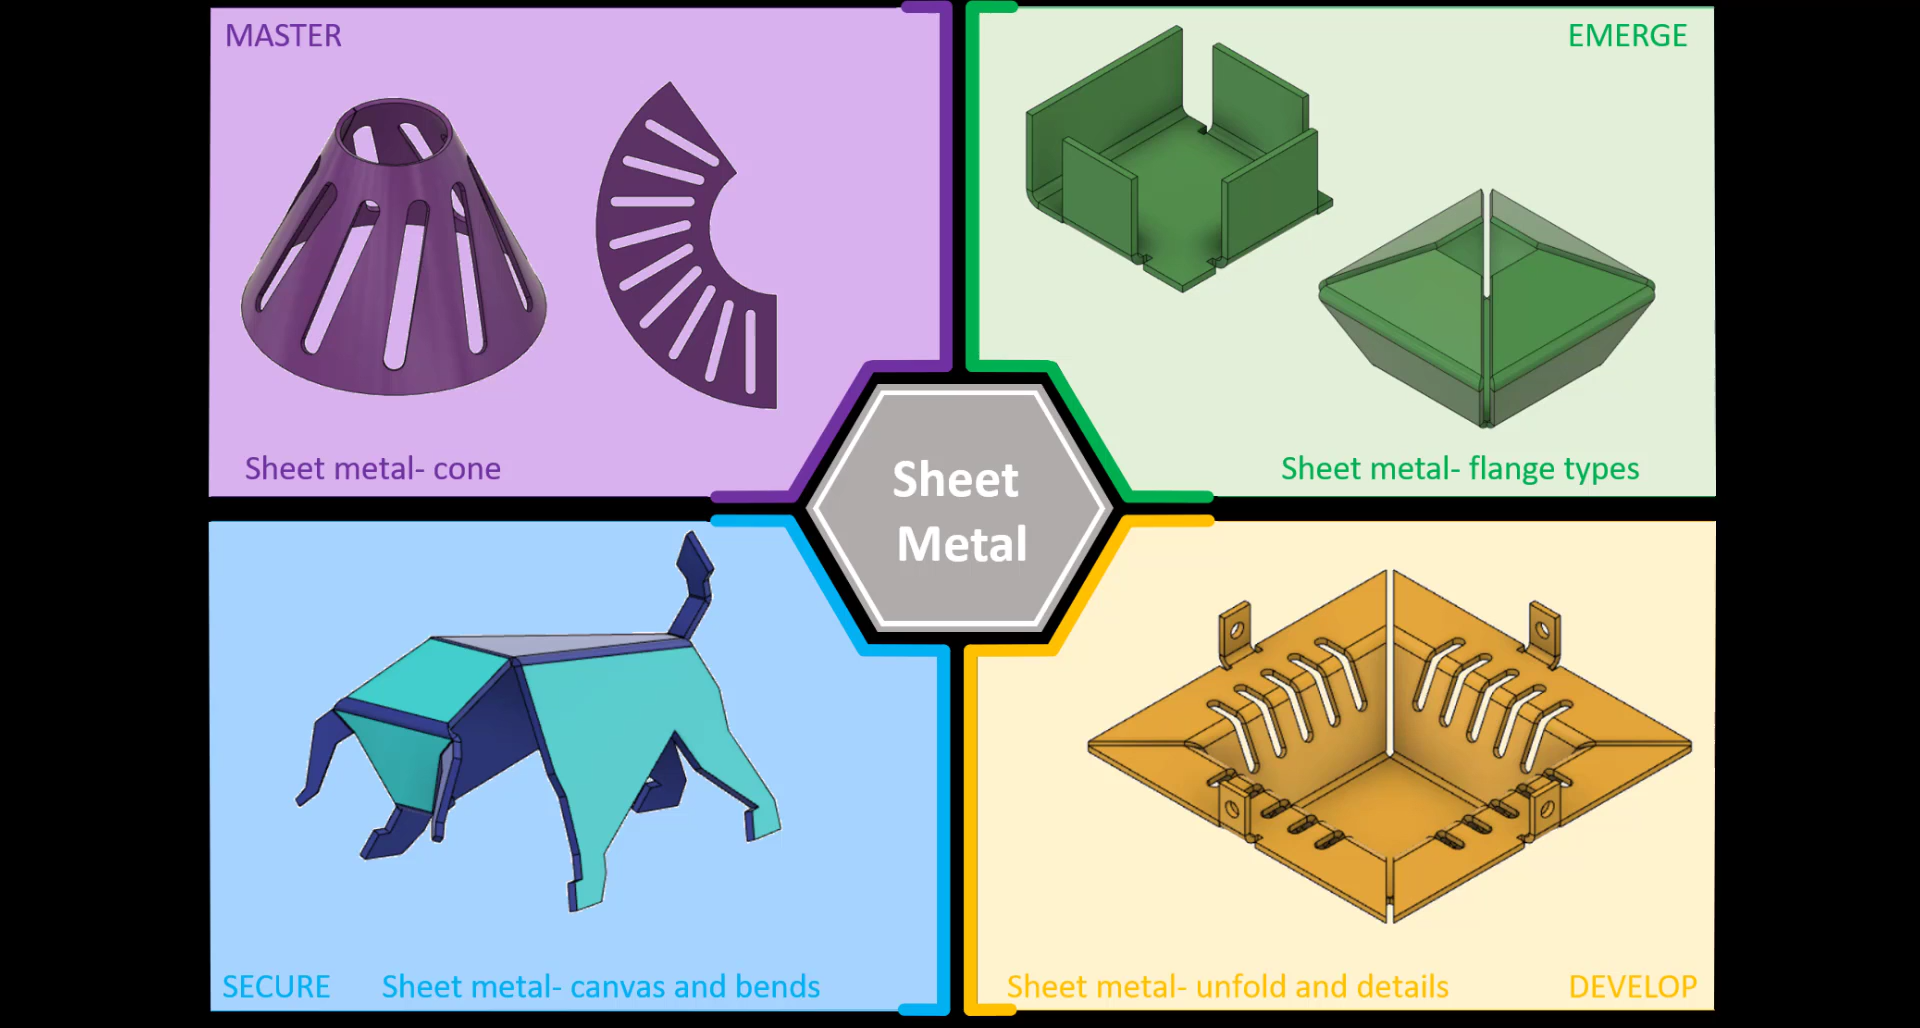 MASTER
EMERGE
Sheet metal- cone
Sheet metal- flange types
Sheet
Metal
SECURE
Sheet metal- canvas and bends
Sheet metal- unfold and details
DEVELOP